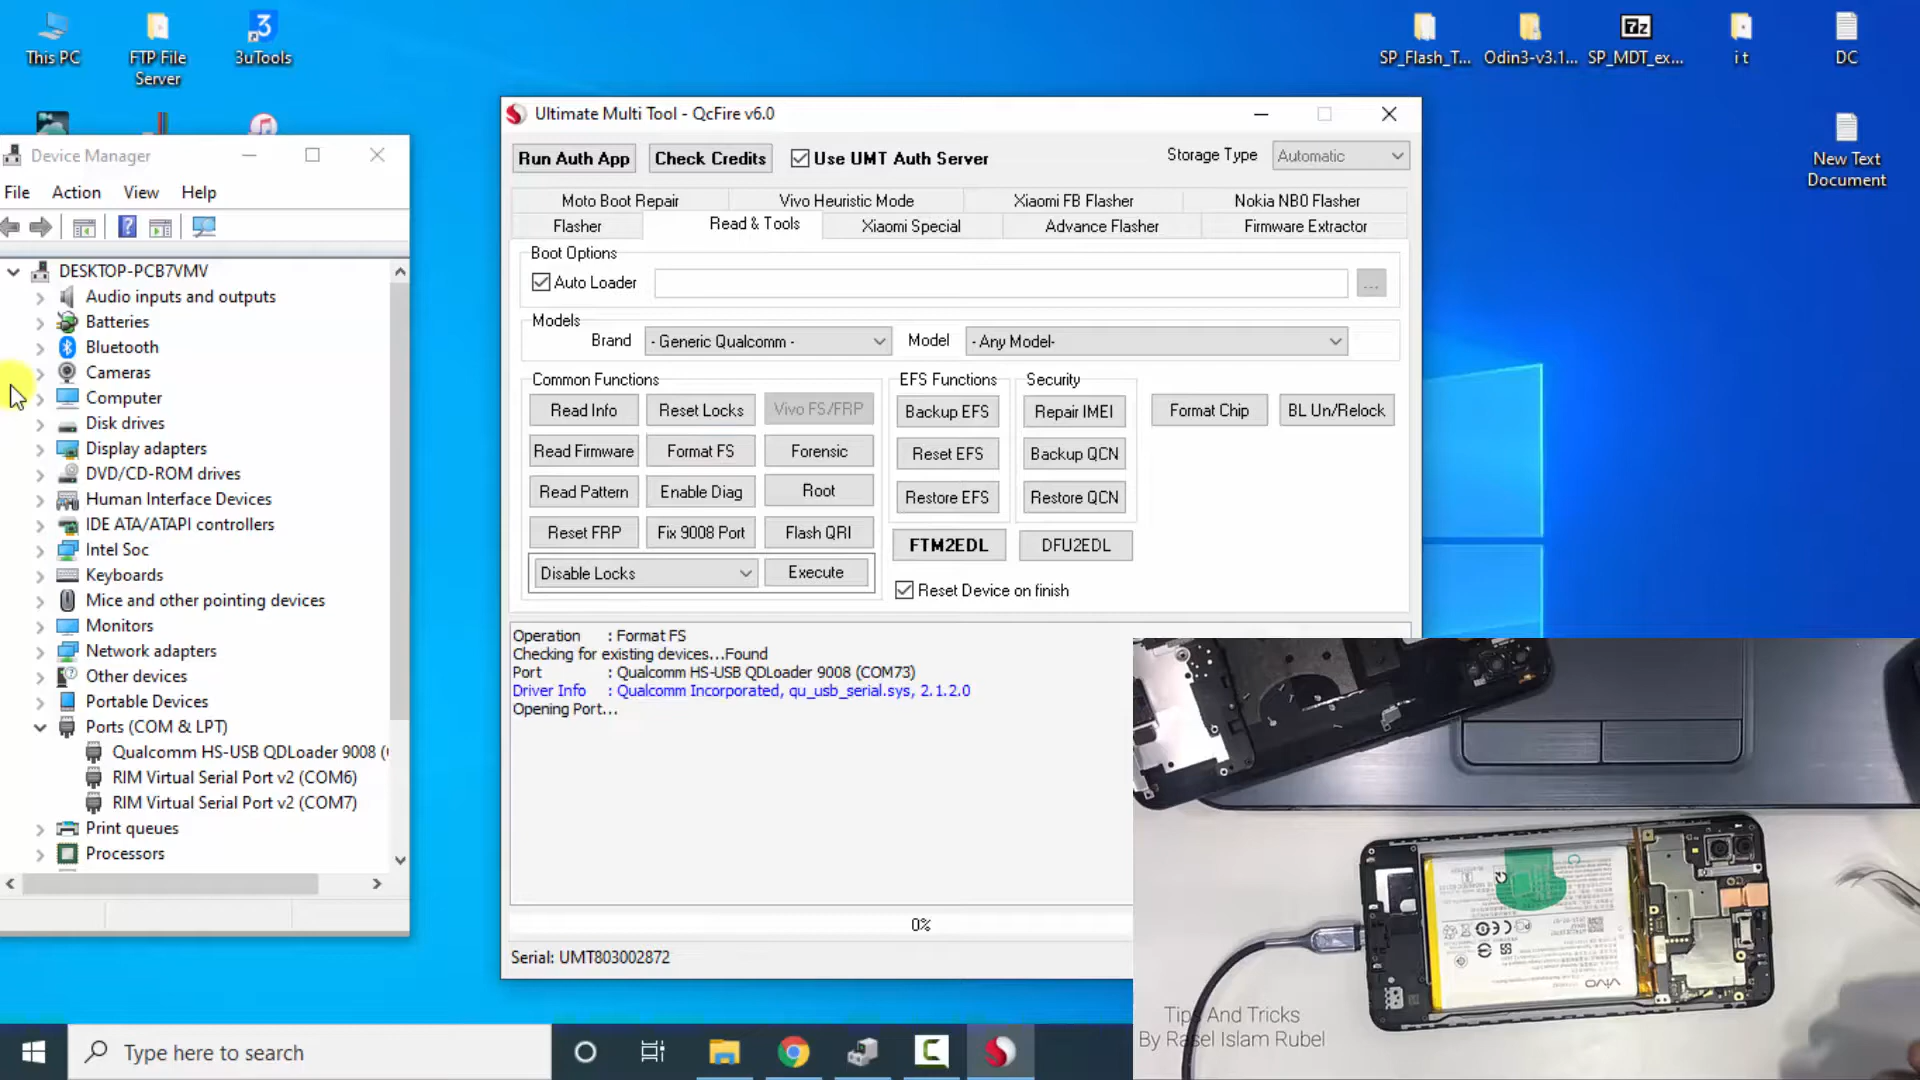 This PC
FTP File
Server
3uTools
SP_Flash_T...
Odin3-v3.1...
SP_MDT_ex...
i t
DC
New Text
Document
Device Manager
File Action View Help
DESKTOP-PCB7VMV
Audio inputs and outputs
Batteries
Bluetooth
Cameras
Computer
Disk drives
Display adapters
DVD/CD-ROM drives
Human Interface Devices
IDE ATA/ATAPI controllers
Intel Soc
Keyboards
Mice and other pointing devices
Monitors
Network adapters
Other devices
Portable Devices
Ports (COM & LPT)
Qualcomm HS-USB QDLoader 9008 (
RIM Virtual Serial Port v2 (COM6)
RIM Virtual Serial Port v2 (COM7)
Print queues
Processors
Ultimate Multi Tool - QcFire v6.0
Run Auth App Check Credits Use UMT Auth Server Storage Type Automatic
Moto Boot Repair Vivo Heuristic Mode Xiaomi FB Flasher Nokia NB0 Flasher
Flasher Read & Tools Xiaomi Special Advance Flasher Firmware Extractor
Boot Options
Auto Loader ...
Models
Brand - Generic Qualcomm - Model - Any Model-
Common Functions EFS Functions Security
Read Info Reset Locks Vivo FS/FRP Backup EFS Repair IMEI Format Chip BL Un/Relock
Read Firmware Format FS Forensic Reset EFS Backup QCN
Read Pattern Enable Diag Root Restore EFS Restore QCN
Reset FRP Fix 9008 Port Flash QRI FTM2EDL DFU2EDL
Disable Locks Execute
Reset Device on finish
Operation : Format FS
Checking for existing devices...Found
Port : Qualcomm HS-USB QDLoader 9008 (COM73)
Driver Info : Qualcomm Incorporated, qu_usb_serial.sys, 2.1.2.0
Opening Port...
0%
Serial: UMT803002872
vivo
Tips And Tricks
By Rasel Islam Rubel
Type here to search